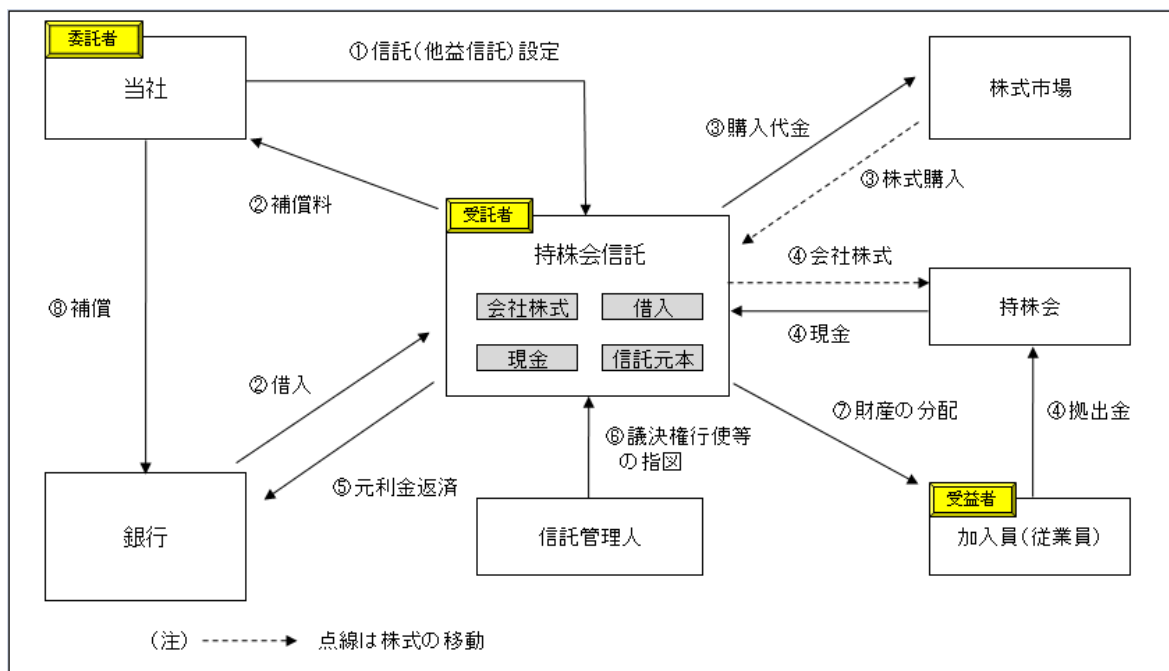 委託者
当社
①信託(他益信託)設定
株式市場
③購入代金
③株式購入
②補償料
受託者
持株会信託
会社株式
借入
現金
信託元本
④会社株式
④現金
持株会
⑧補償
②借入
⑤元利金返済
⑥議決権行使等
の指図
⑦財産の分配
④拠出金
銀行
信託管理人
受益者
加入員(従業員)
(注) 点線は株式の移動